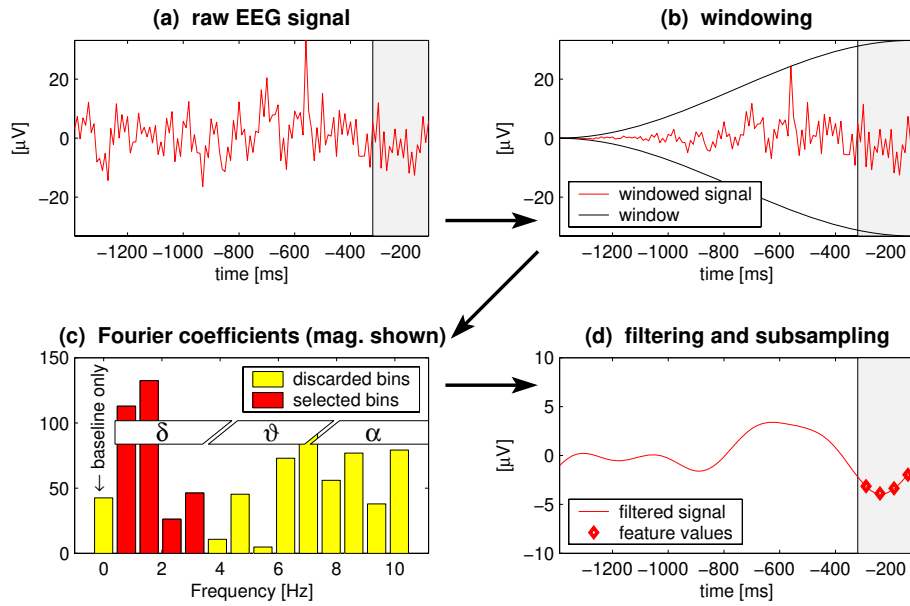 (a) raw EEG signal
[μV]
20
0
−20
−1200 −1000 −800 −600 −400 −200
time [ms]
(b) windowing
[μV]
20
0
−20
windowed signal
window
−1200 −1000 −800 −600 −400 −200
time [ms]
(c) Fourier coefficients (mag. shown)
150
100
50
0
← baseline only
discarded bins
selected bins
δ ϑ α
0 2 4 6 8 10
Frequency [Hz]
(d) filtering and subsampling
[μV]
10
5
0
−5
−10
filtered signal
feature values
−1200 −1000 −800 −600 −400 −200
time [ms]